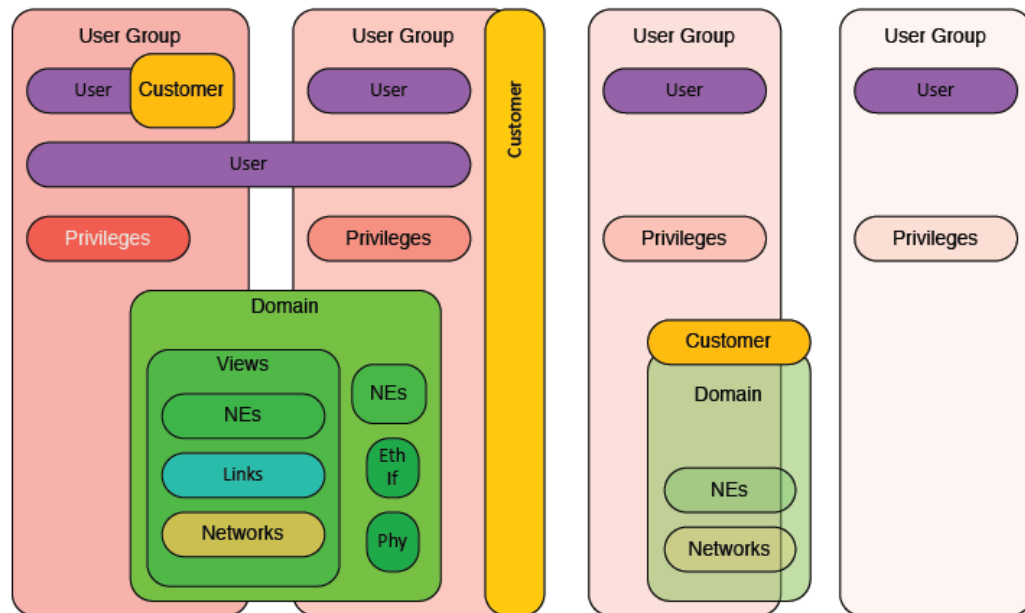 User Group
User Group
User Group
User Group
User
Customer
User
User
User
Customer
User
Privileges
Privileges
Privileges
Privileges
Domain
Views
NEs
Links
Networks
NEs
Eth
If
Phy
Customer
Domain
NEs
Networks